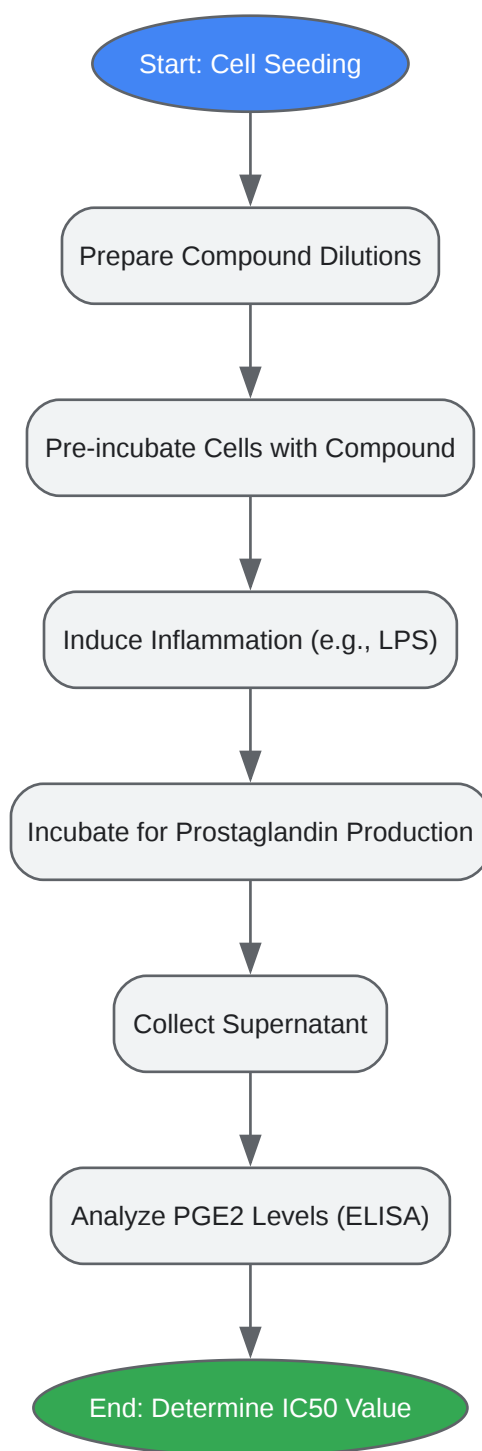 Start: Cell Seeding
Prepare Compound Dilutions
Pre-incubate Cells with Compound
Induce Inflammation (e.g., LPS)
Incubate for Prostaglandin Production
Collect Supernatant
Analyze PGE2 Levels (ELISA)
End: Determine IC50 Value